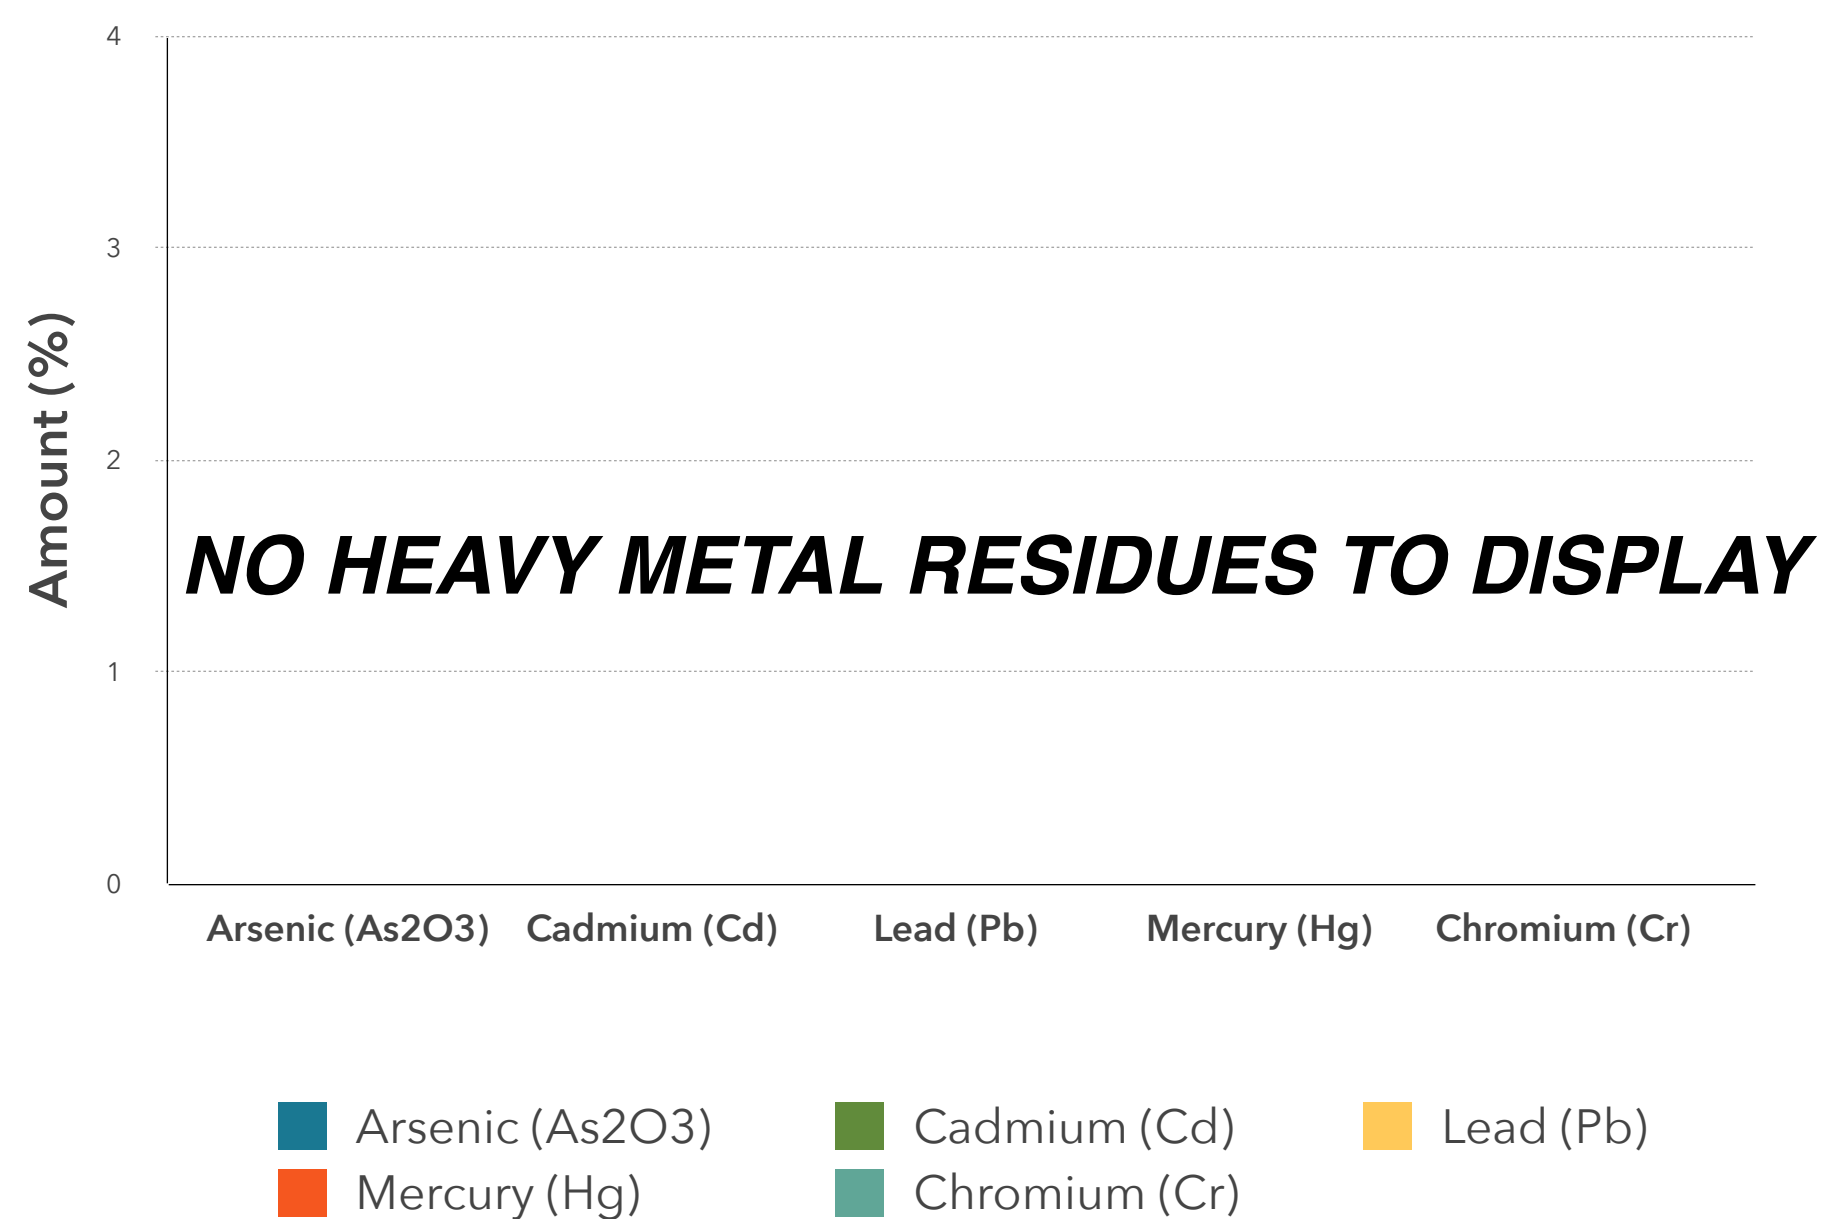 4
3
2
1
0
Amount (%)
NO HEAVY METAL RESIDUES TO DISPLAY
Arsenic (As2O3) Cadmium (Cd) Lead (Pb) Mercury (Hg) Chromium (Cr)
Arsenic (As2O3) Cadmium (Cd) Lead (Pb)
Mercury (Hg) Chromium (Cr)